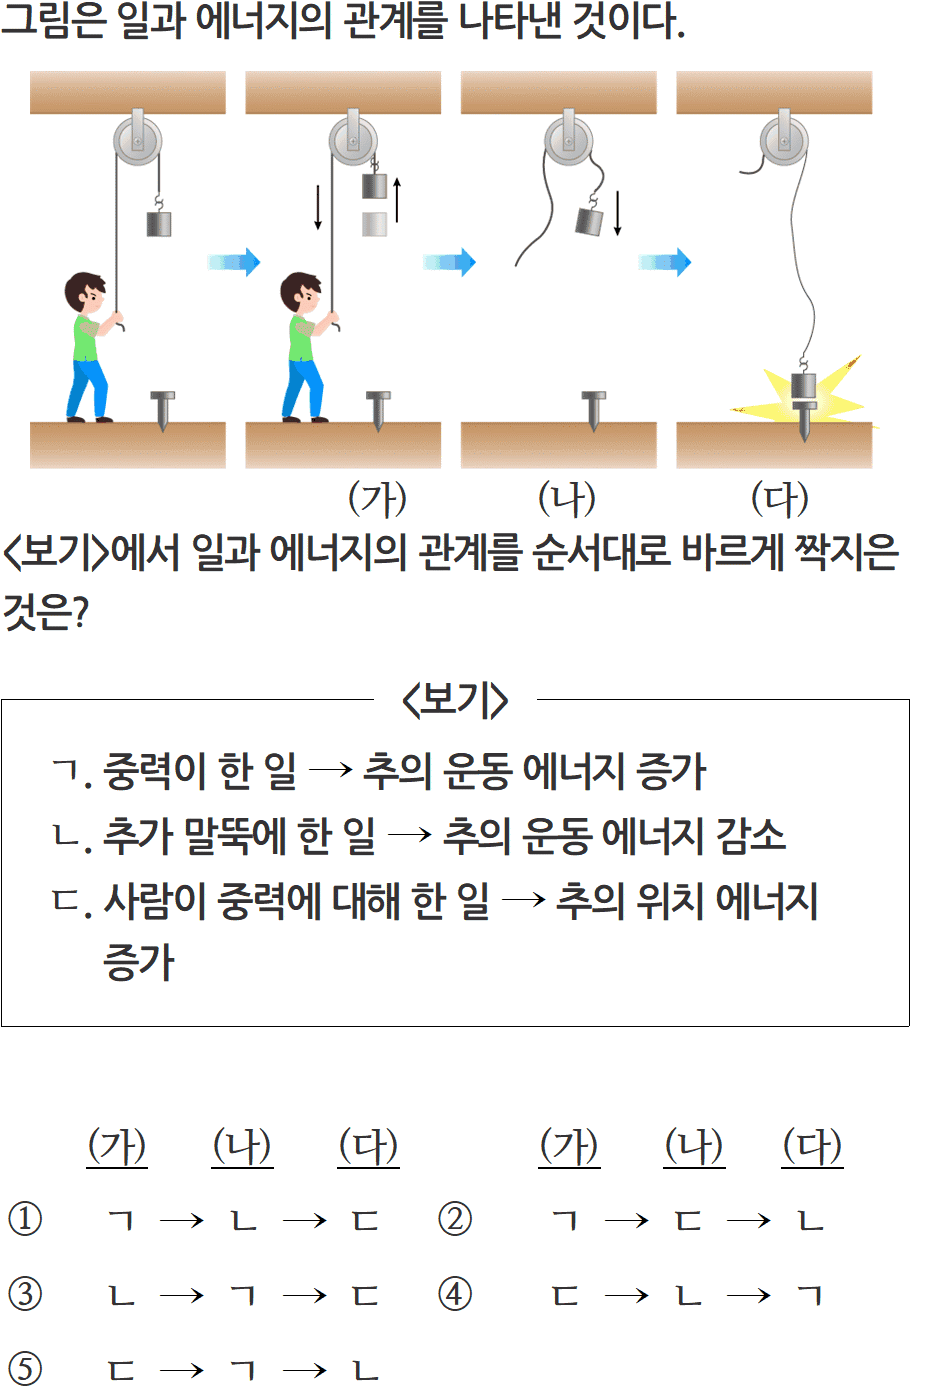 그림은 일과 에너지의 관계를 나타낸 것이다.
(가) (나) (다)
<보기>에서 일과 에너지의 관계를 순서대로 바르게 짝지은
것은?
<보기>
ㄱ. 중력이 한 일 → 추의 운동 에너지 증가
ㄴ. 추가 말뚝에 한 일 → 추의 운동 에너지 감소
ㄷ. 사람이 중력에 대해 한 일 → 추의 위치 에너지
증가
(가) (나) (다) (가) (나) (다)
① ㄱ → ㄴ → ㄷ ② ㄱ → ㄷ → ㄴ
③ ㄴ → ㄱ → ㄷ ④ ㄷ → ㄴ → ㄱ
⑤ ㄷ → ㄱ → ㄴ